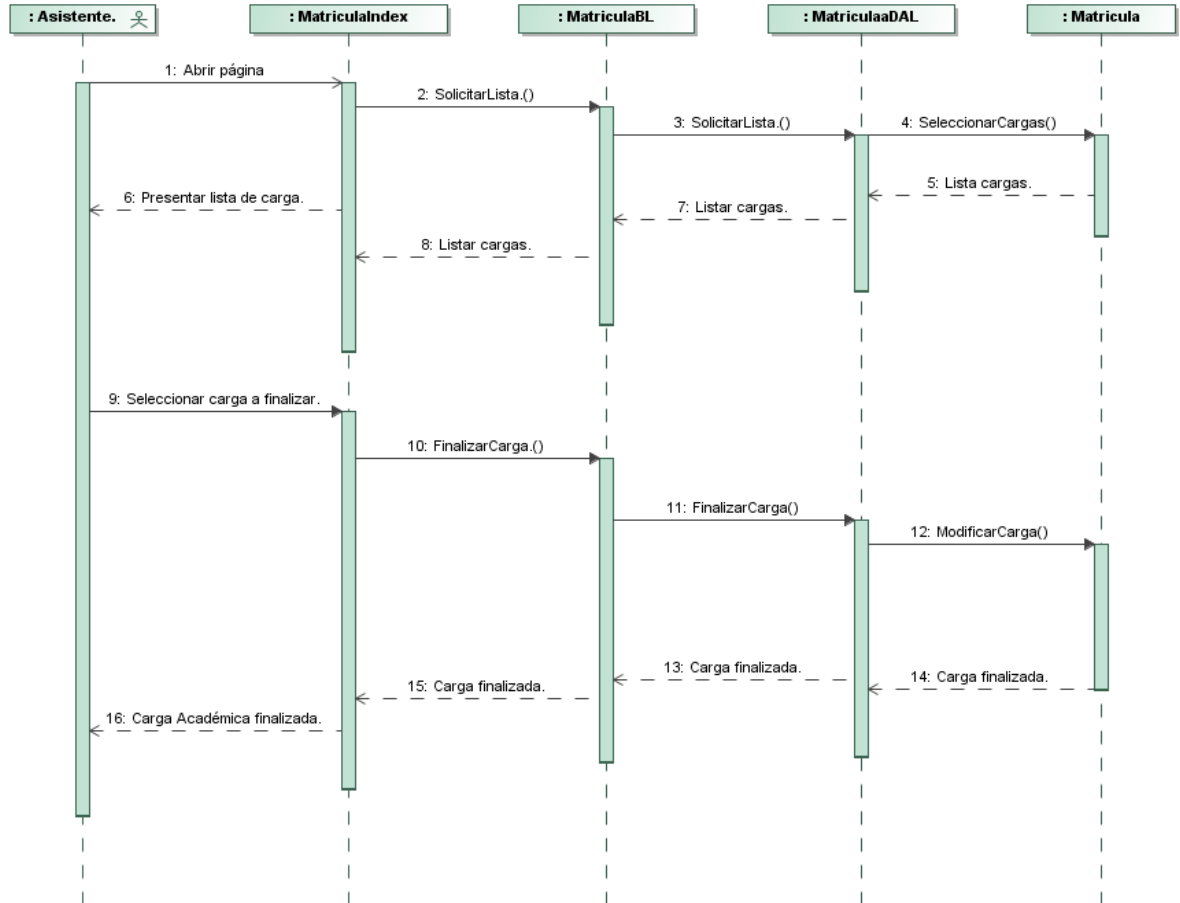 : Asistente.
: MatriculaIndex
: MatriculaBL
: MatriculaaDAL
: Matricula
1: Abrir página
2: SolicitarLista.()
3: SolicitarLista.()
4: SeleccionarCargas()
5: Lista cargas.
6: Presentar lista de carga.
7: Listar cargas.
8: Listar cargas.
9: Seleccionar carga a finalizar.
10: FinalizarCarga.()
11: FinalizarCarga()
12: ModificarCarga()
13: Carga finalizada.
14: Carga finalizada.
15: Carga finalizada.
16: Carga Académica finalizada.